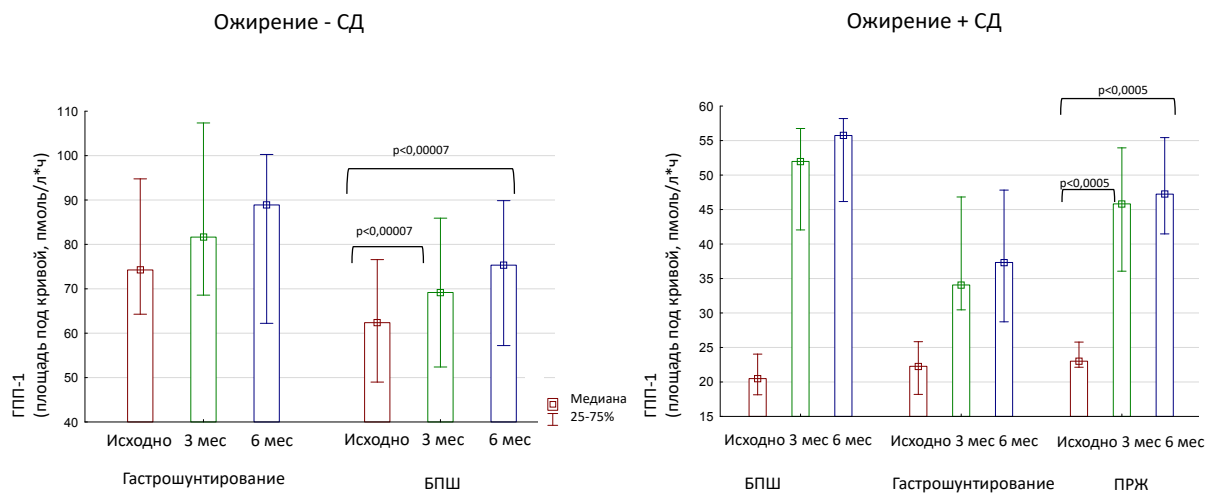 Ожирение - СД
ГПП-1
(площадь под кривой, пмоль/л*ч)
110
100
90
80
70
60
50
40
p<0,00007
p<0,00007
Исходно 3 мес 6 мес
Исходно 3 мес 6 мес
Гастрошунтирование
БПШ
Медиана
25-75%
Ожирение + СД
ГПП-1
(площадь под кривой, пмоль/л*ч)
60
55
50
45
40
35
30
25
20
15
p<0,0005
p<0,0005
Исходно 3 мес 6 мес
Исходно 3 мес 6 мес
Исходно 3 мес 6 мес
БПШ
Гастрошунтирование
ПРЖ